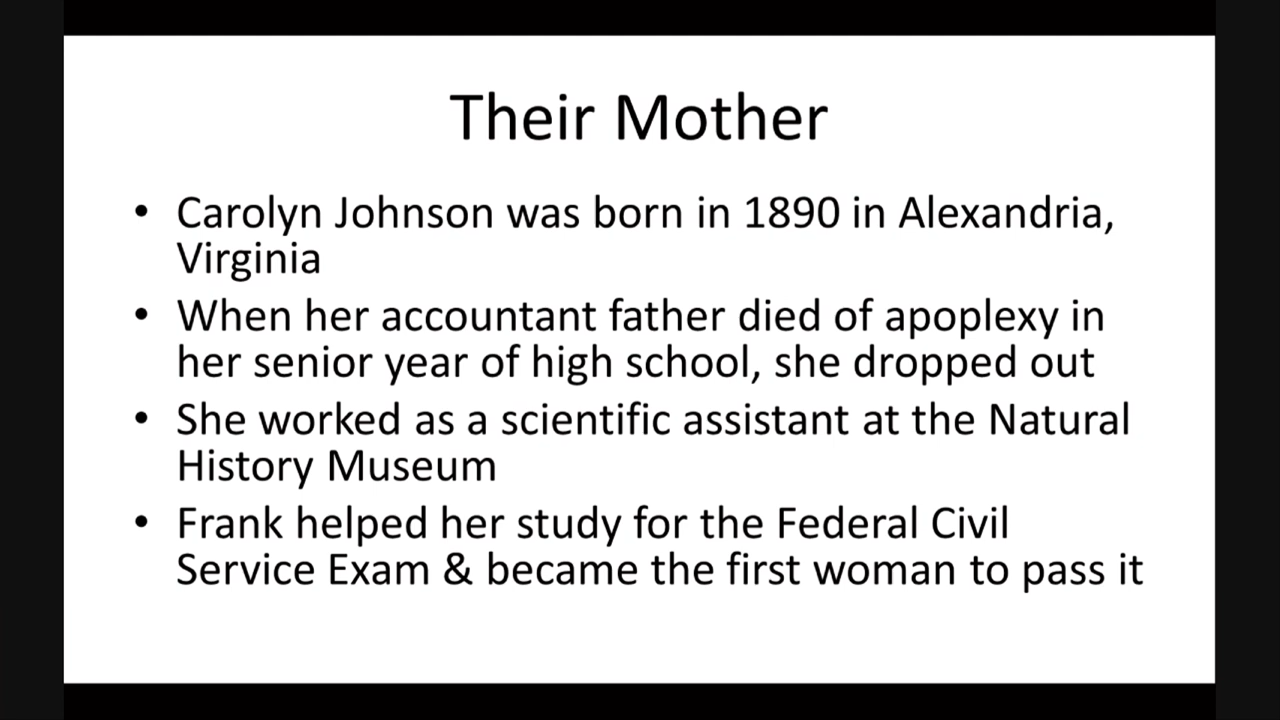 Their Mother
• Carolyn Johnson was born in 1890 in Alexandria,
Virginia
• When her accountant father died of apoplexy in
her senior year of high school, she dropped out
• She worked as a scientific assistant at the Natural
History Museum
• Frank helped her study for the Federal Civil
Service Exam & became the first woman to pass it